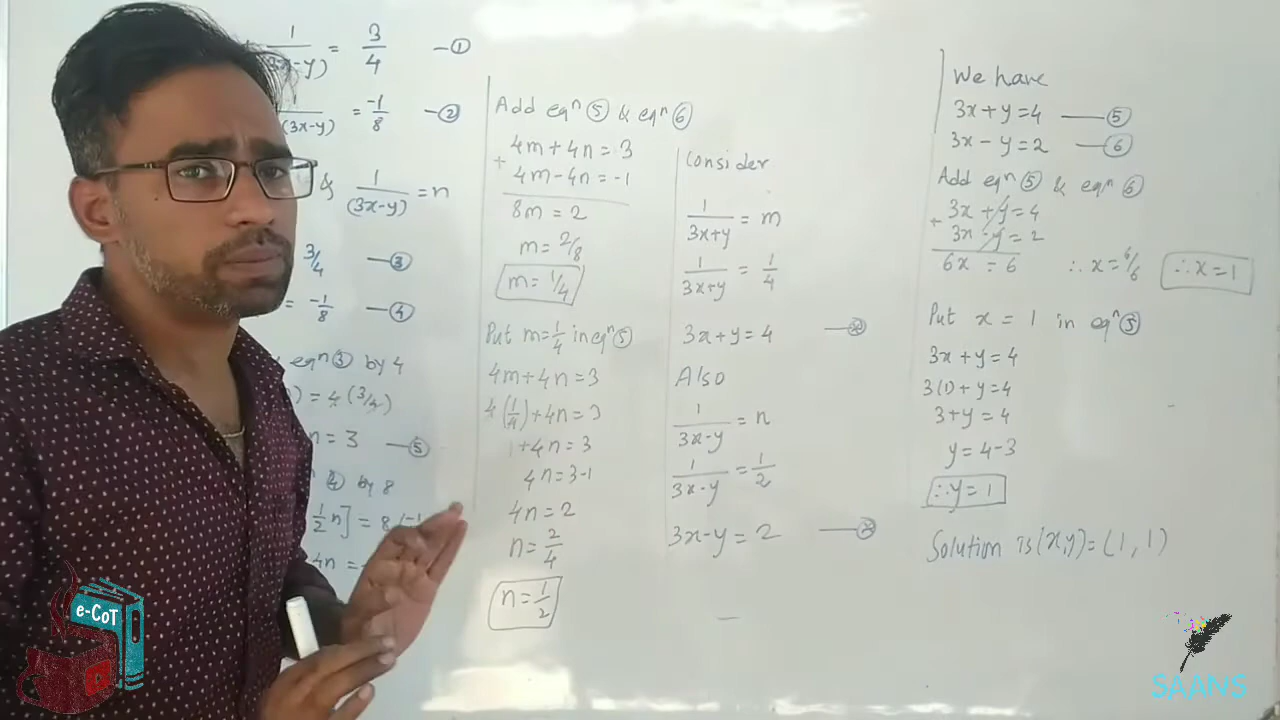 1/(3x-y) = 3/4 —①
1/(3x-y) = -1/8 —②
& 1/(3x-y) = n
3/4 —③
= -1/8 —④
eqⁿ ③ by 4
) = 4 (3/4)
n = 3 —⑤
④ by 8
1/2 n] = 8 (-1
4n =
Add eqⁿ ⑤ & eqⁿ ⑥
4m + 4n = 3
+ 4m - 4n = -1
8m = 2
m = 2/8
m = 1/4
Put m = 1/4 in eqⁿ ⑤
4m + 4n = 3
4(1/4) + 4n = 3
1 + 4n = 3
4n = 3-1
4n = 2
n = 2/4
n = 1/2
Consider
1/(3x+y) = m
1/(3x+y) = 1/4
3x + y = 4
Also
1/(3x-y) = n
1/(3x-y) = 1/2
3x - y = 2
We have
3x + y = 4 —⑤
3x - y = 2 —⑥
Add eqⁿ ⑤ & eqⁿ ⑥
+ 3x + y = 4
3x - y = 2
6x = 6 ∴ x = 6/6 ∴ x = 1
Put x = 1 in eqⁿ ⑤
3x + y = 4
3(1) + y = 4
3 + y = 4
y = 4-3
∴ y = 1
Solution is (x,y) = (1, 1)
e-CoT
SAANS